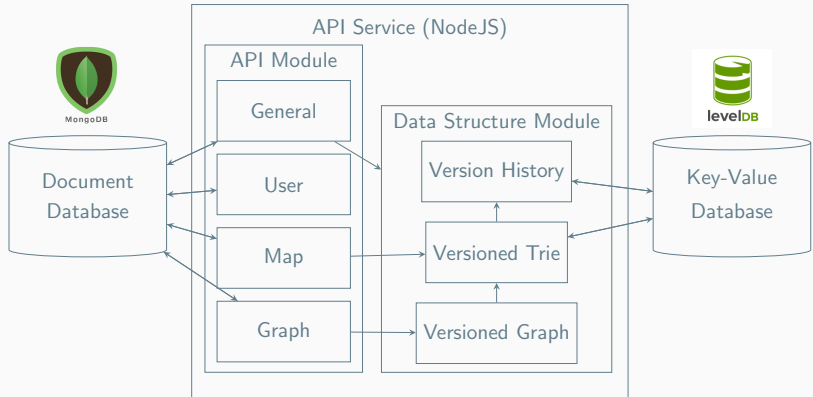 API Service (NodeJS)
API Module
MongoDB
General
levelDB
Data Structure Module
Version History
Document
Database
User
Key-Value
Database
Map
Versioned Trie
Graph
Versioned Graph